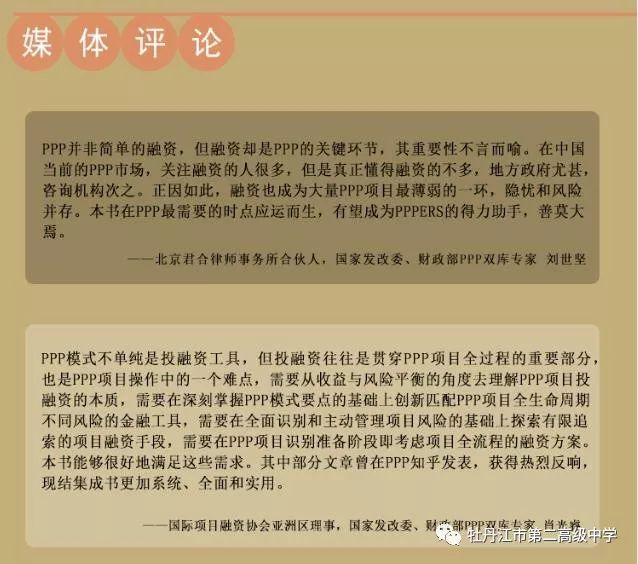 媒体评论
PPP并非简单的融资，但融资却是PPP的关键环节，其重要性不言而喻。在中国
当前的PPP市场，关注融资的人很多，但是真正懂得融资的不多，地方政府尤甚，
咨询机构次之。正因如此，融资也成为大量PPP项目最薄弱的一环，隐忧和风险
并存。本书在PPP最需要的时点应运而生，有望成为PPPERS的得力助手，善莫大
焉。
——北京君合律师事务所合伙人，国家发改委、财政部PPP双库专家 刘世坚
PPP模式不单纯是投融资工具，但投融资往往是贯穿PPP项目全过程的重要部分，
也是PPP项目操作中的一个难点，需要从收益与风险平衡的角度去理解PPP项目投
融资的本质，需要在深刻掌握PPP模式要点的基础上创新匹配PPP项目全生命周期
不同风险的金融工具，需要在全面识别和主动管理项目风险的基础上探索有限追
索的项目融资手段，需要在PPP项目识别准备阶段即考虑项目全流程的融资方案。
本书能够很好地满足这些需求。其中部分文章曾在PPP知乎发表，获得热烈反响，
现结集成书更加系统、全面和实用。
——国际项目融资协会亚洲区理事，国家发改委、财政部PPP双库专家 肖光睿
牡丹江市第二高级中学